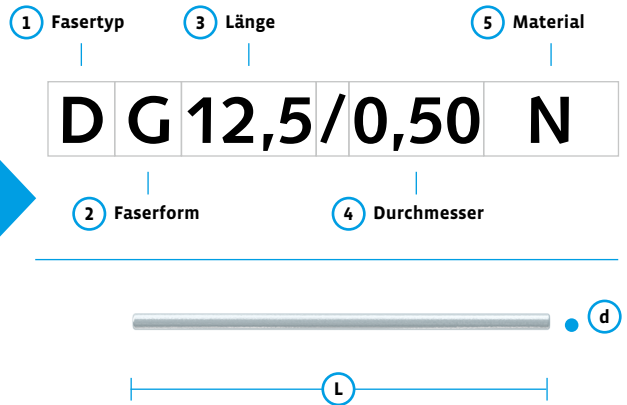 1 Fasertyp 3 Länge 5 Material
D G 12,5 / 0,50 N
2 Faserform 4 Durchmesser
d
L